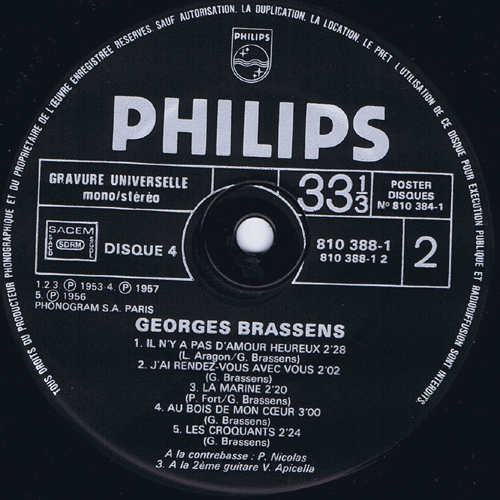 TOUS DROITS DU PRODUCTEUR PHONOGRAPHIQUE ET DU PROPRIETAIRE DE L'ŒUVRE ENREGISTREE RESERVES. SAUF AUTORISATION. LA DUPLICATION. LA LOCATION. LE PRET. L'UTILISATION DE CE DISQUE POUR EXECUTION PUBLIQUE ET RADIODIFFUSION SONT INTERDITS.
PHILIPS
PHILIPS
GRAVURE UNIVERSELLE
mono/stéréo
33 1/3
POSTER
DISQUES
No 810 384-1
SACEM
SACD SDRM SGDL
DISQUE 4
810 388-1
810 388-1 2
2
1.2.3 Ⓟ 1953·4. Ⓟ 1957
5. Ⓟ 1956
PHONOGRAM S.A. PARIS
GEORGES BRASSENS
1. IL N'Y A PAS D'AMOUR HEUREUX 2'28
(L. Aragon/G. Brassens)
2. J'AI RENDEZ-VOUS AVEC VOUS 2'02
(G. Brassens)
3. LA MARINE 2'20
(P. Fort/G. Brassens)
4. AU BOIS DE MON CŒUR 3'00
(G. Brassens)
5. LES CROQUANTS 2'24
(G. Brassens)
A la contrebasse : P. Nicolas
3. A la 2ème guitare V. Apicella